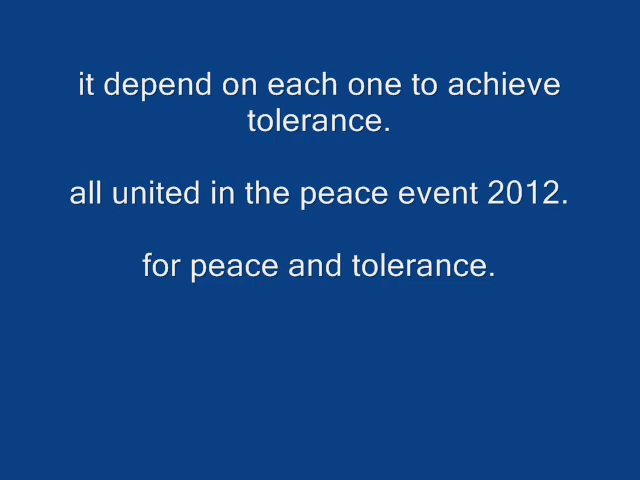 it depend on each one to achieve
tolerance.
all united in the peace event 2012.
for peace and tolerance.